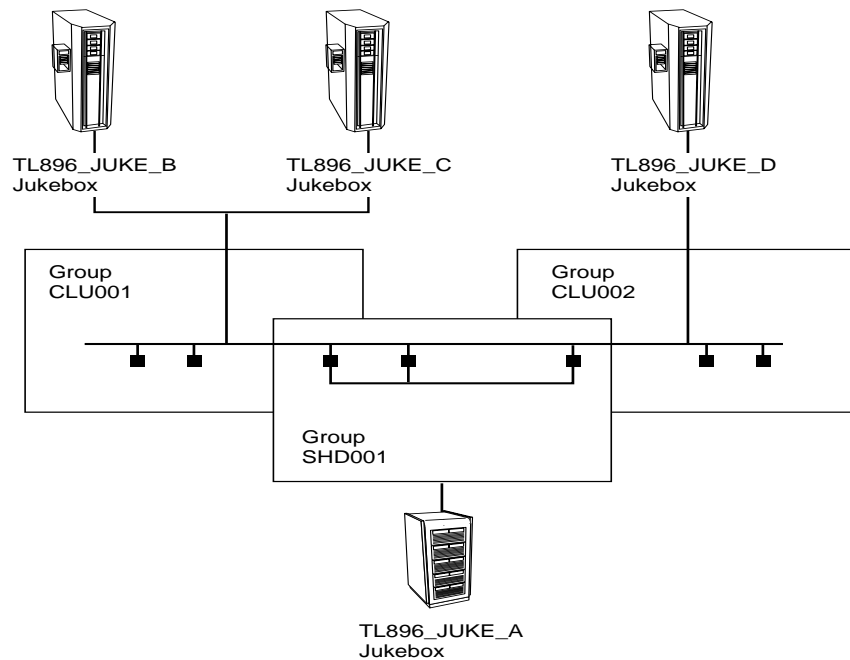 TL896_JUKE_B
Jukebox
TL896_JUKE_C
Jukebox
TL896_JUKE_D
Jukebox
Group
CLU001
Group
CLU002
Group
SHD001
TL896_JUKE_A
Jukebox